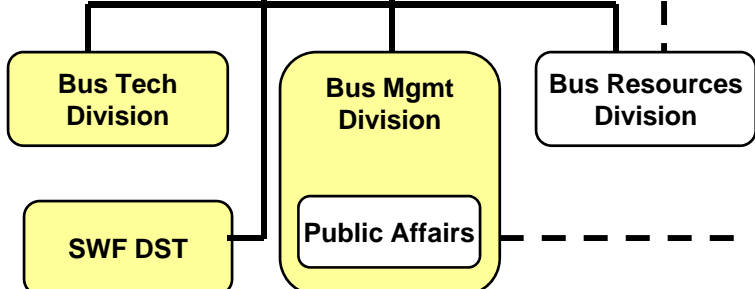 Bus Tech
Division
Bus Mgmt
Division
Bus Resources
Division
SWF DST
Public Affairs